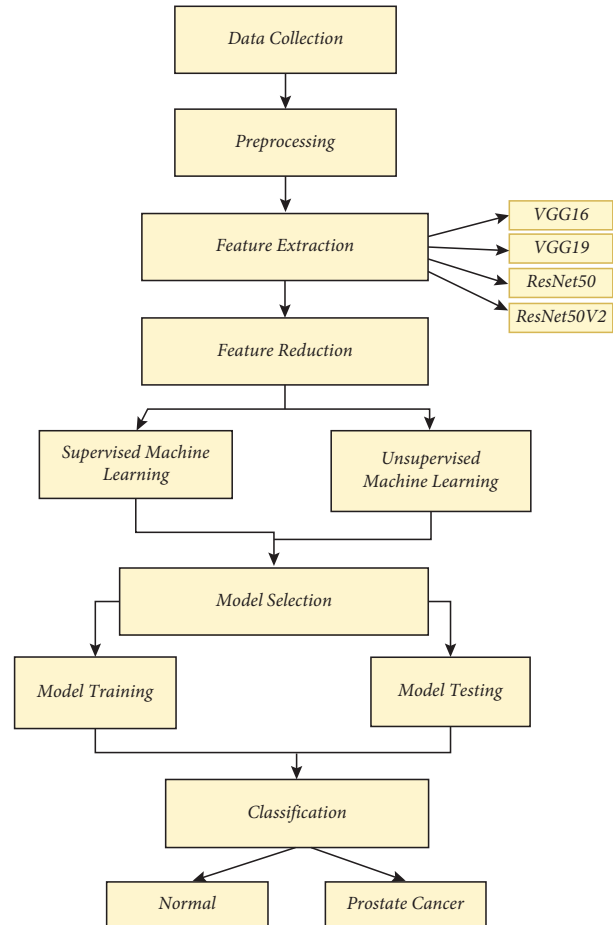 Data Collection
Preprocessing
Feature Extraction
VGG16
VGG19
ResNet50
ResNet50V2
Feature Reduction
Supervised Machine
Learning
Unsupervised
Machine Learning
Model Selection
Model Training
Model Testing
Classification
Normal
Prostate Cancer